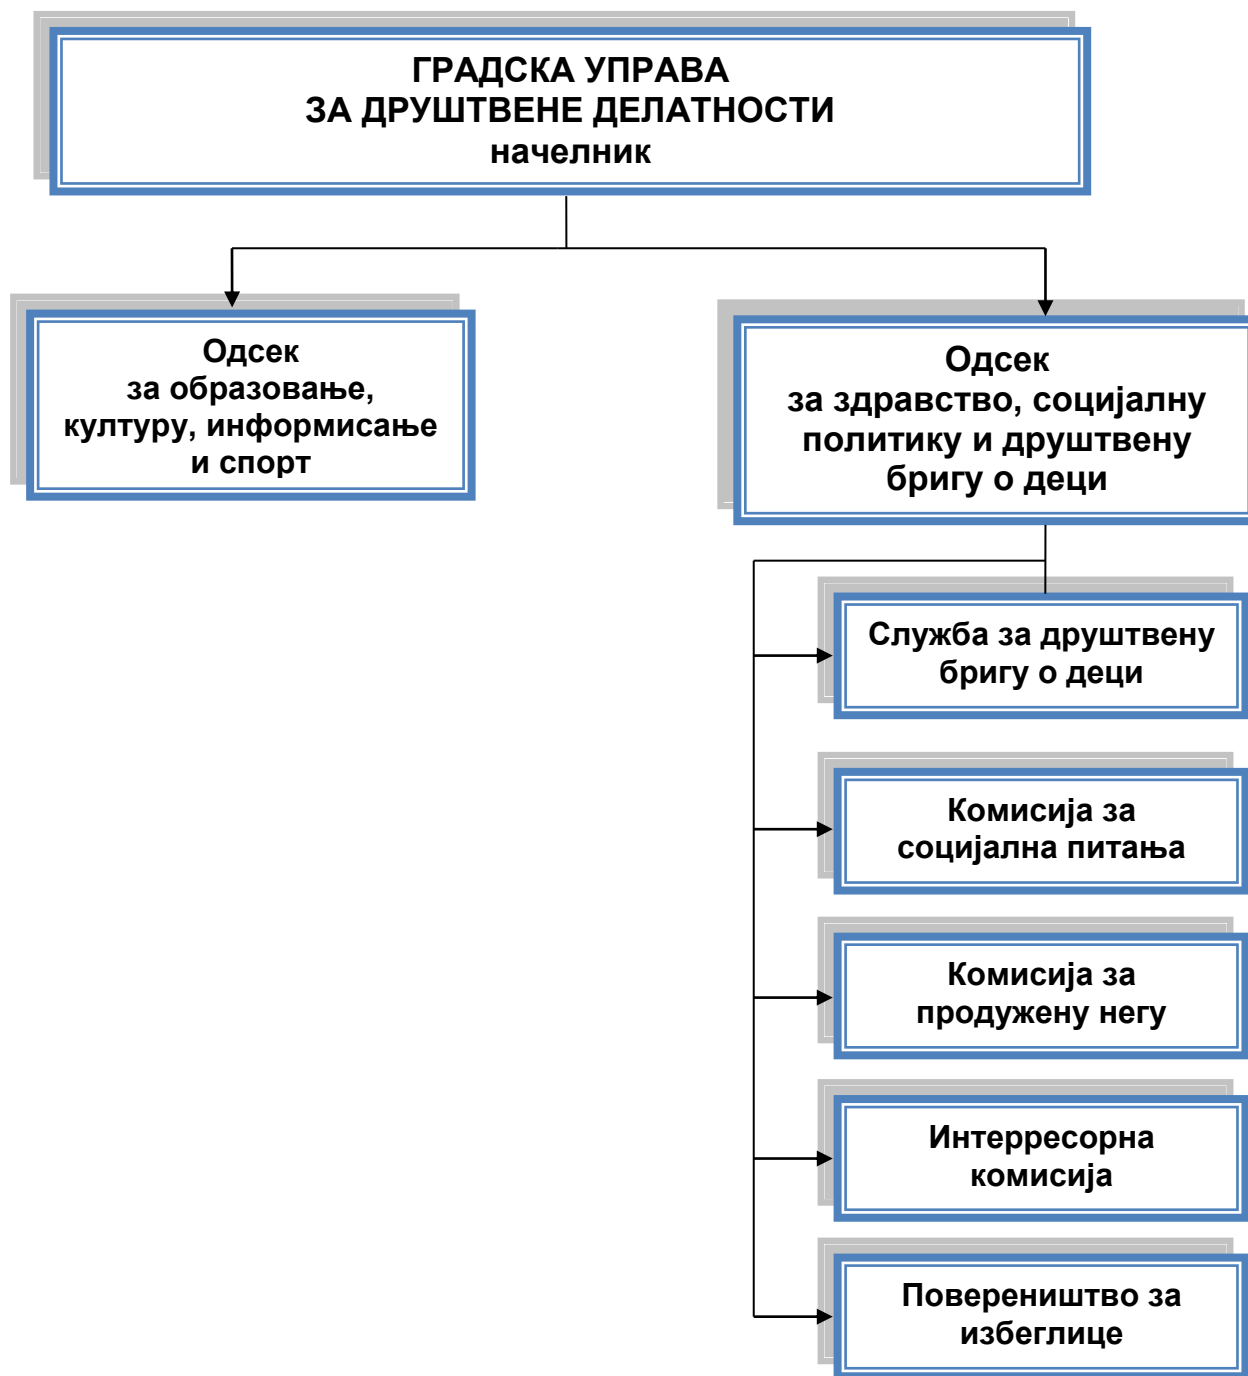 ГРАДСКА УПРАВА
ЗА ДРУШТВЕНЕ ДЕЛАТНОСТИ
начелник
Одсек
за образовање,
културу, информисање
и спорт
Одсек
за здравство, социјалну
политику и друштвену
бригу о деци
Служба за друштвену
бригу о деци
Комисија за
социјална питања
Комисија за
продужену негу
Интерресорна
комисија
Повереништво за
избеглице